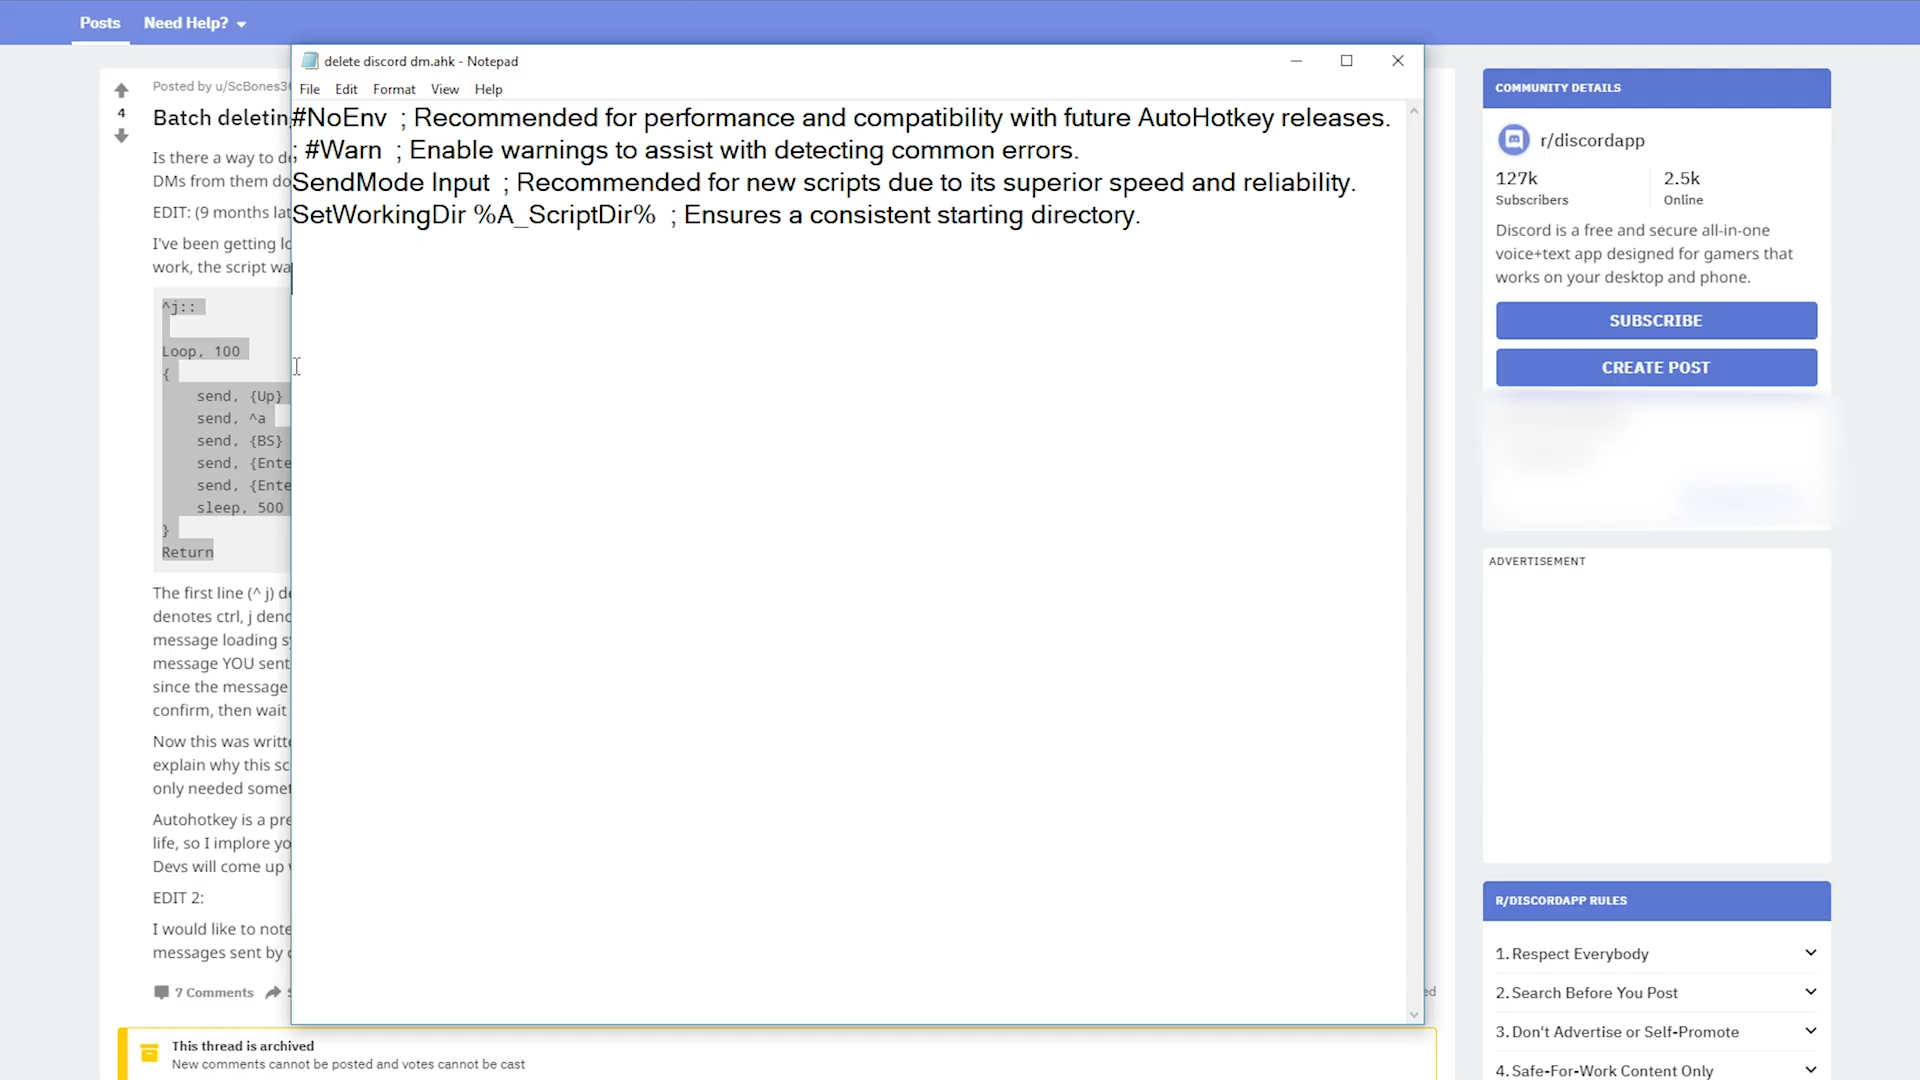 Posts
Need Help?
delete discord dm.ahk - Notepad
File Edit Format View Help
#NoEnv ; Recommended for performance and compatibility with future AutoHotkey releases.
; #Warn ; Enable warnings to assist with detecting common errors.
SendMode Input ; Recommended for new scripts due to its superior speed and reliability.
SetWorkingDir %A_ScriptDir% ; Ensures a consistent starting directory.
4
Posted by u/ScBones3
Batch deletin
Is there a way to d
DMs from them do
EDIT: (9 months lat
I've been getting lo
work, the script wa
^j::
Loop, 100
{
send, {Up}
send, ^a
send, {BS}
send, {Ente
send, {Ente
sleep, 500
}
Return
The first line (^ j) d
denotes ctrl, j deno
message loading s
message YOU sent
since the message
confirm, then wait
Now this was writt
explain why this sc
only needed somet
Autohotkey is a pre
life, so I implore yo
Devs will come up
EDIT 2:
I would like to note
messages sent by
7 Comments
ed
This thread is archived
New comments cannot be posted and votes cannot be cast
COMMUNITY DETAILS
r/discordapp
127k 2.5k
Subscribers Online
Discord is a free and secure all-in-one
voice+text app designed for gamers that
works on your desktop and phone.
SUBSCRIBE
CREATE POST
ADVERTISEMENT
R/DISCORDAPP RULES
1. Respect Everybody
2. Search Before You Post
3. Don't Advertise or Self-Promote
4. Safe-For-Work Content Only